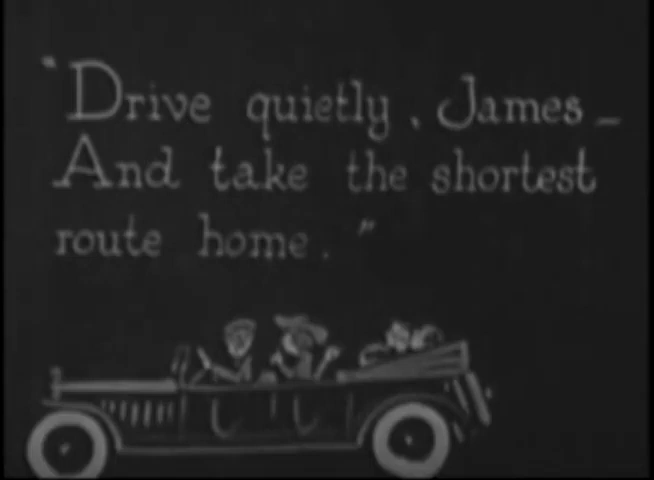 "Drive quietly, James–
And take the shortest
route home."